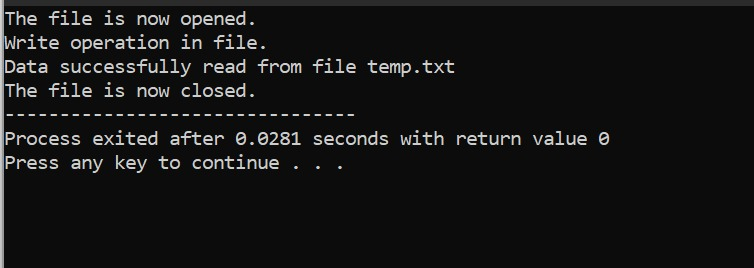 The file is now opened.
Write operation in file.
Data successfully read from file temp.txt
The file is now closed.
--------------------------------
Process exited after 0.0281 seconds with return value 0
Press any key to continue . . .